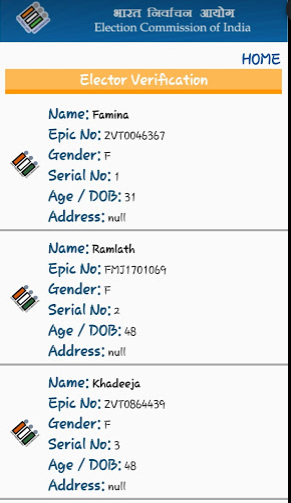 भारत निर्वाचन आयोग
Election Commission of India
HOME
Elector Verification
Name: Famina
Epic No: ZVT0046367
Gender: F
Serial No: 1
Age / DOB: 31
Address: null
Name: Ramlath
Epic No: FMJ1701069
Gender: F
Serial No: 2
Age / DOB: 48
Address: null
Name: Khadeeja
Epic No: ZVT0864439
Gender: F
Serial No: 3
Age / DOB: 48
Address: null